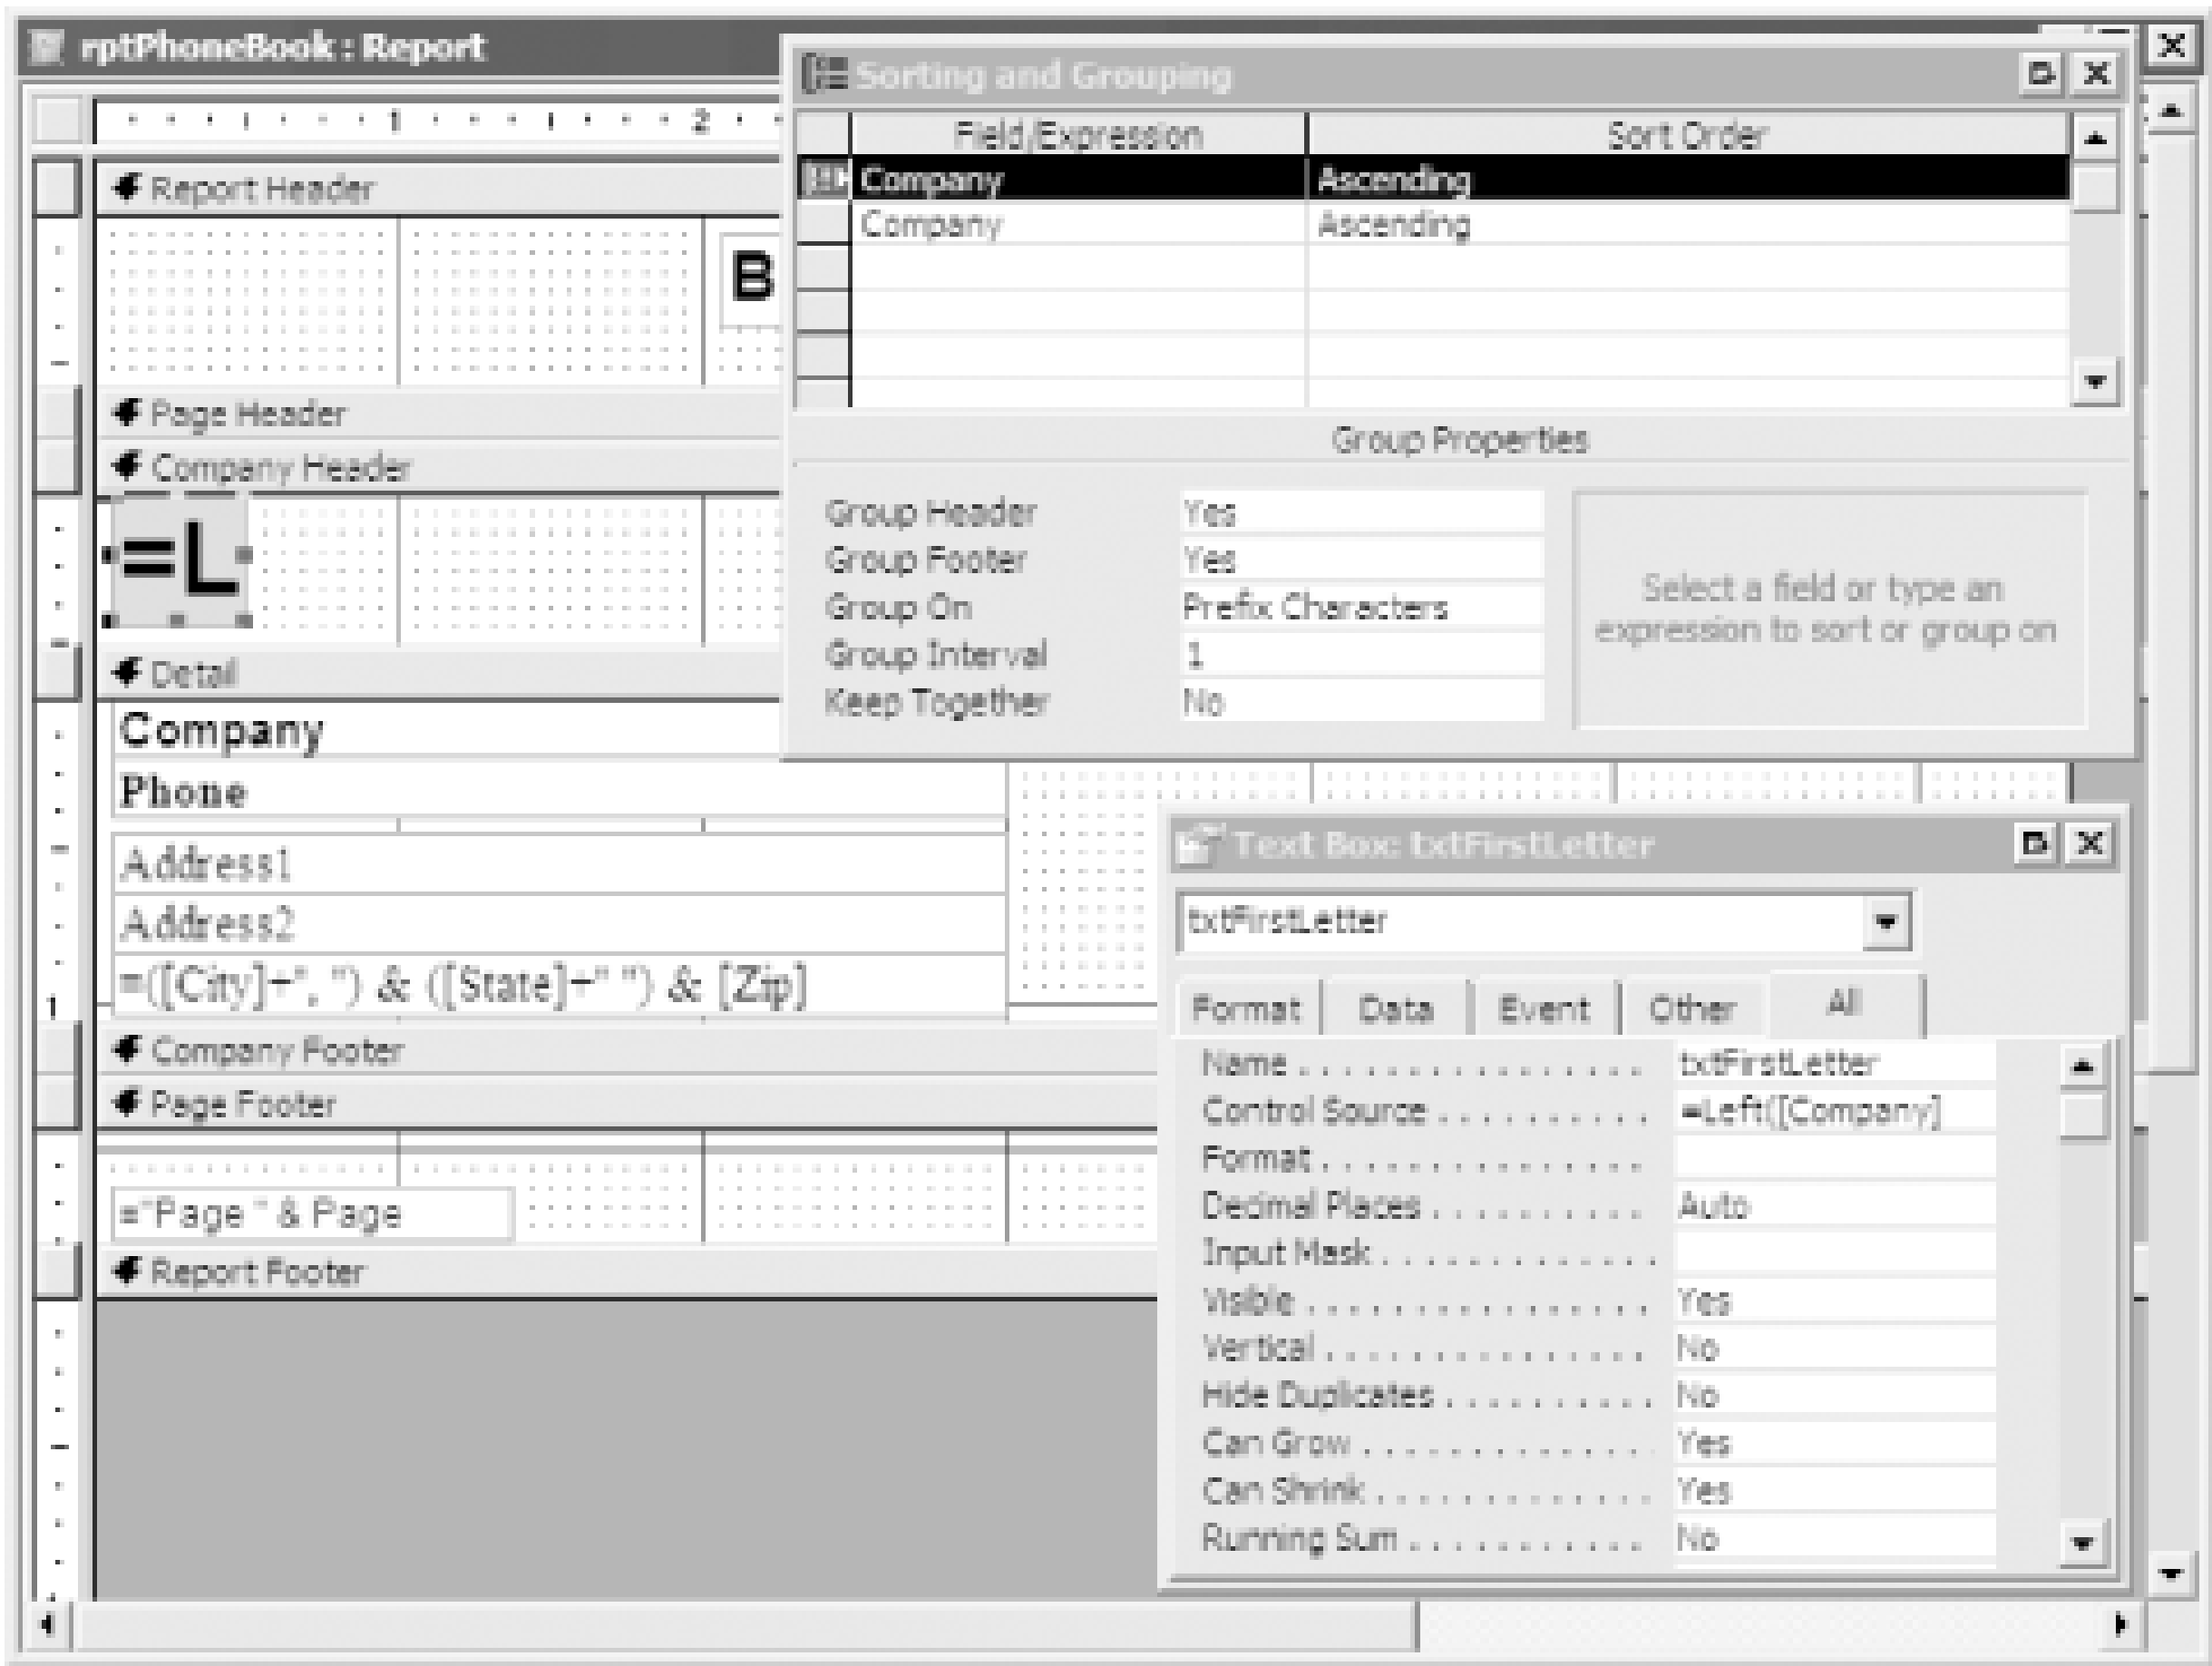 rptPhoneBook : Report
1 2
Report Header
B
Page Header
Company Header
=L
Detail
Company
Phone
Address1
Address2
=([City]+", ") & ([State]+" ") & [Zip]
1
Company Footer
Page Footer
="Page " & Page
Report Footer
Sorting and Grouping
Field/Expression Sort Order
Company Ascending
Company Ascending
Group Properties
Group Header Yes
Group Footer Yes
Group On Prefix Characters
Group Interval 1
Keep Together No
Select a field or type an
expression to sort or group on
Text Box: txtFirstLetter
txtFirstLetter
Format Data Event Other All
Name . . . . . . . . . . . . . . . . txtFirstLetter
Control Source . . . . . . . . . . =Left([Company]
Format . . . . . . . . . . . . . . .
Decimal Places . . . . . . . . . . Auto
Input Mask . . . . . . . . . . . . .
Visible . . . . . . . . . . . . . . . . Yes
Vertical . . . . . . . . . . . . . . . No
Hide Duplicates . . . . . . . . . . No
Can Grow . . . . . . . . . . . . . Yes
Can Shrink . . . . . . . . . . . . . Yes
Running Sum . . . . . . . . . . . No